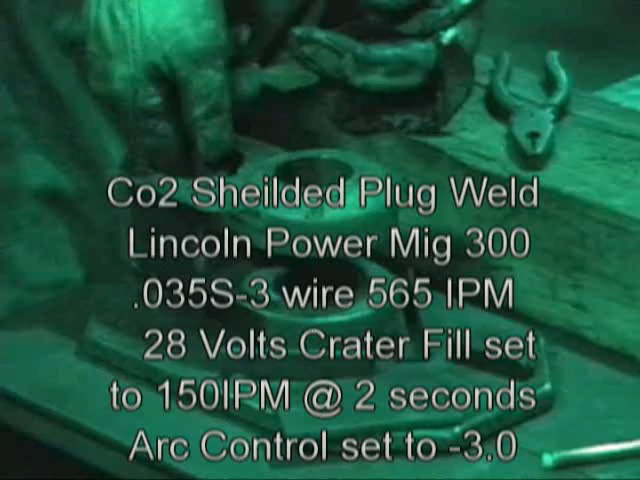 Co2 Sheilded Plug Weld
Lincoln Power Mig 300
.035S-3 wire 565 IPM
28 Volts Crater Fill set
to 150IPM @ 2 seconds
Arc Control set to -3.0